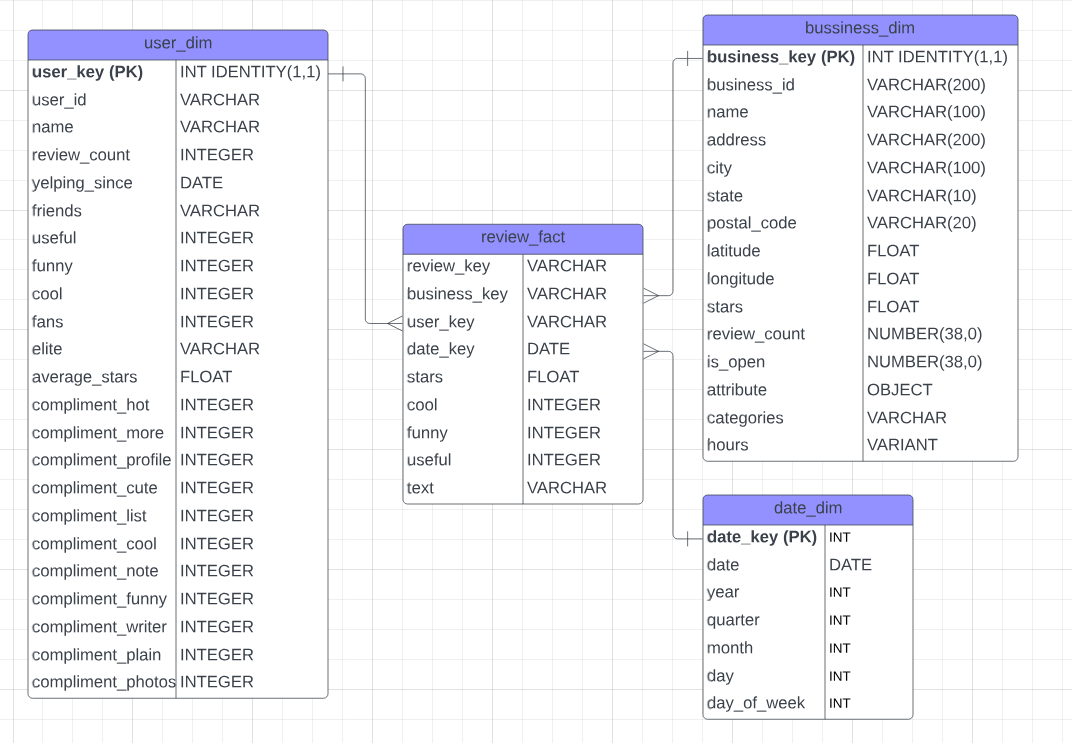 user_dim
user_key (PK) INT IDENTITY(1,1)
user_id VARCHAR
name VARCHAR
review_count INTEGER
yelping_since DATE
friends VARCHAR
useful INTEGER
funny INTEGER
cool INTEGER
fans INTEGER
elite VARCHAR
average_stars FLOAT
compliment_hot INTEGER
compliment_more INTEGER
compliment_profile INTEGER
compliment_cute INTEGER
compliment_list INTEGER
compliment_cool INTEGER
compliment_note INTEGER
compliment_funny INTEGER
compliment_writer INTEGER
compliment_plain INTEGER
compliment_photos INTEGER
review_fact
review_key VARCHAR
business_key VARCHAR
user_key VARCHAR
date_key DATE
stars FLOAT
cool INTEGER
funny INTEGER
useful INTEGER
text VARCHAR
bussiness_dim
business_key (PK) INT IDENTITY(1,1)
business_id VARCHAR(200)
name VARCHAR(100)
address VARCHAR(200)
city VARCHAR(100)
state VARCHAR(10)
postal_code VARCHAR(20)
latitude FLOAT
longitude FLOAT
stars FLOAT
review_count NUMBER(38,0)
is_open NUMBER(38,0)
attribute OBJECT
categories VARCHAR
hours VARIANT
date_dim
date_key (PK) INT
date DATE
year INT
quarter INT
month INT
day INT
day_of_week INT